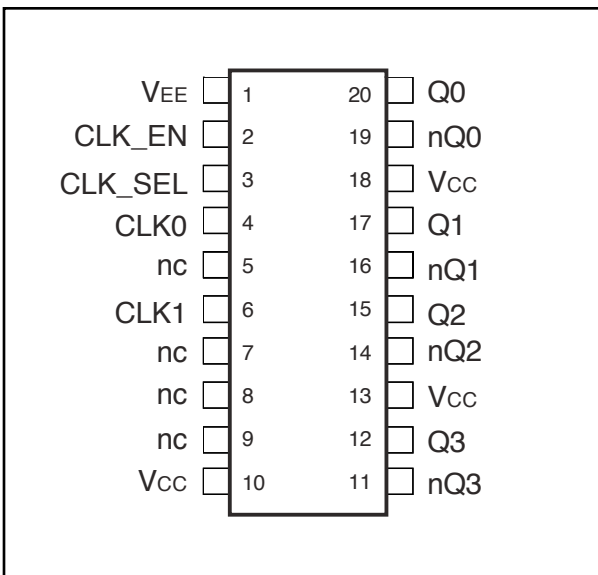 VEE 1 20 Q0
CLK_EN 2 19 nQ0
CLK_SEL 3 18 VCC
CLK0 4 17 Q1
nc 5 16 nQ1
CLK1 6 15 Q2
nc 7 14 nQ2
nc 8 13 VCC
nc 9 12 Q3
VCC 10 11 nQ3